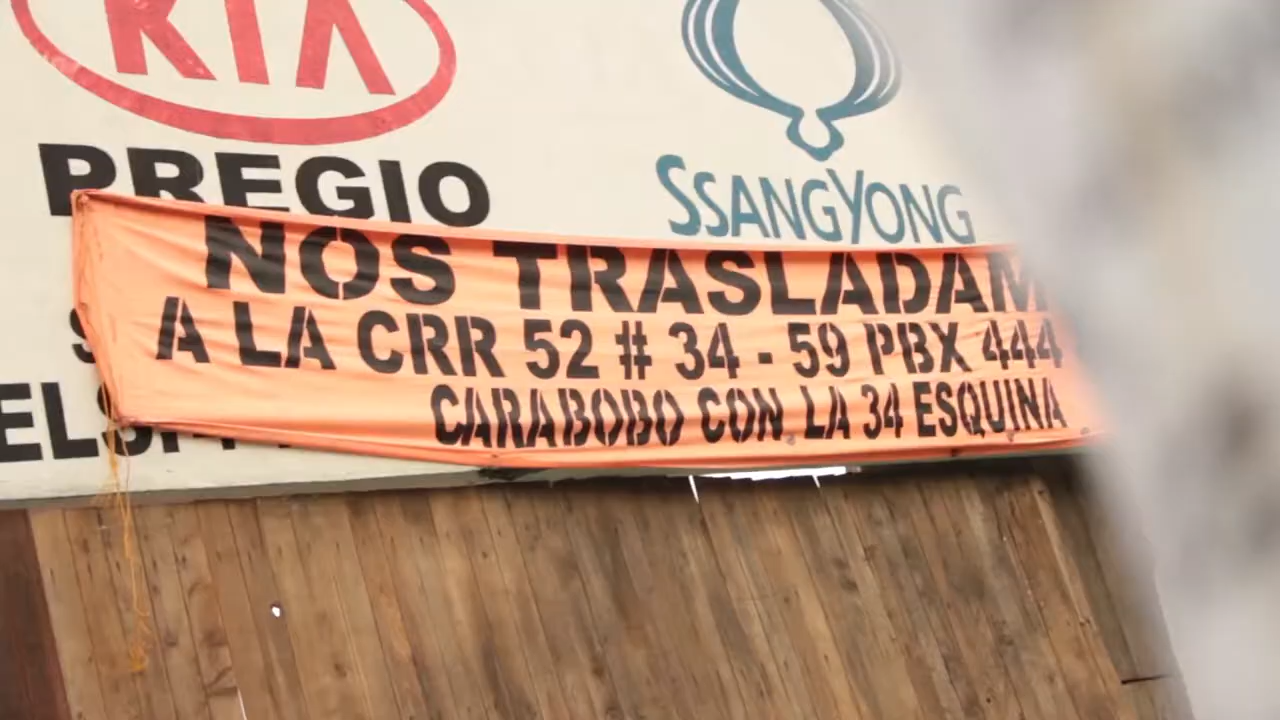 KIA
SSANGYONG
PREGIO
NOS TRASLADAM
A LA CRR 52 # 34 - 59 PBX 444
CARABOBO CON LA 34 ESQUINA